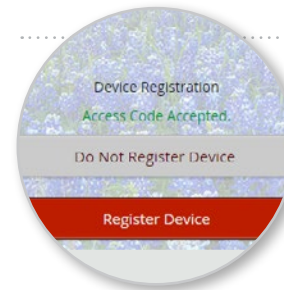 Device Registration
Access Code Accepted.
Do Not Register Device
Register Device